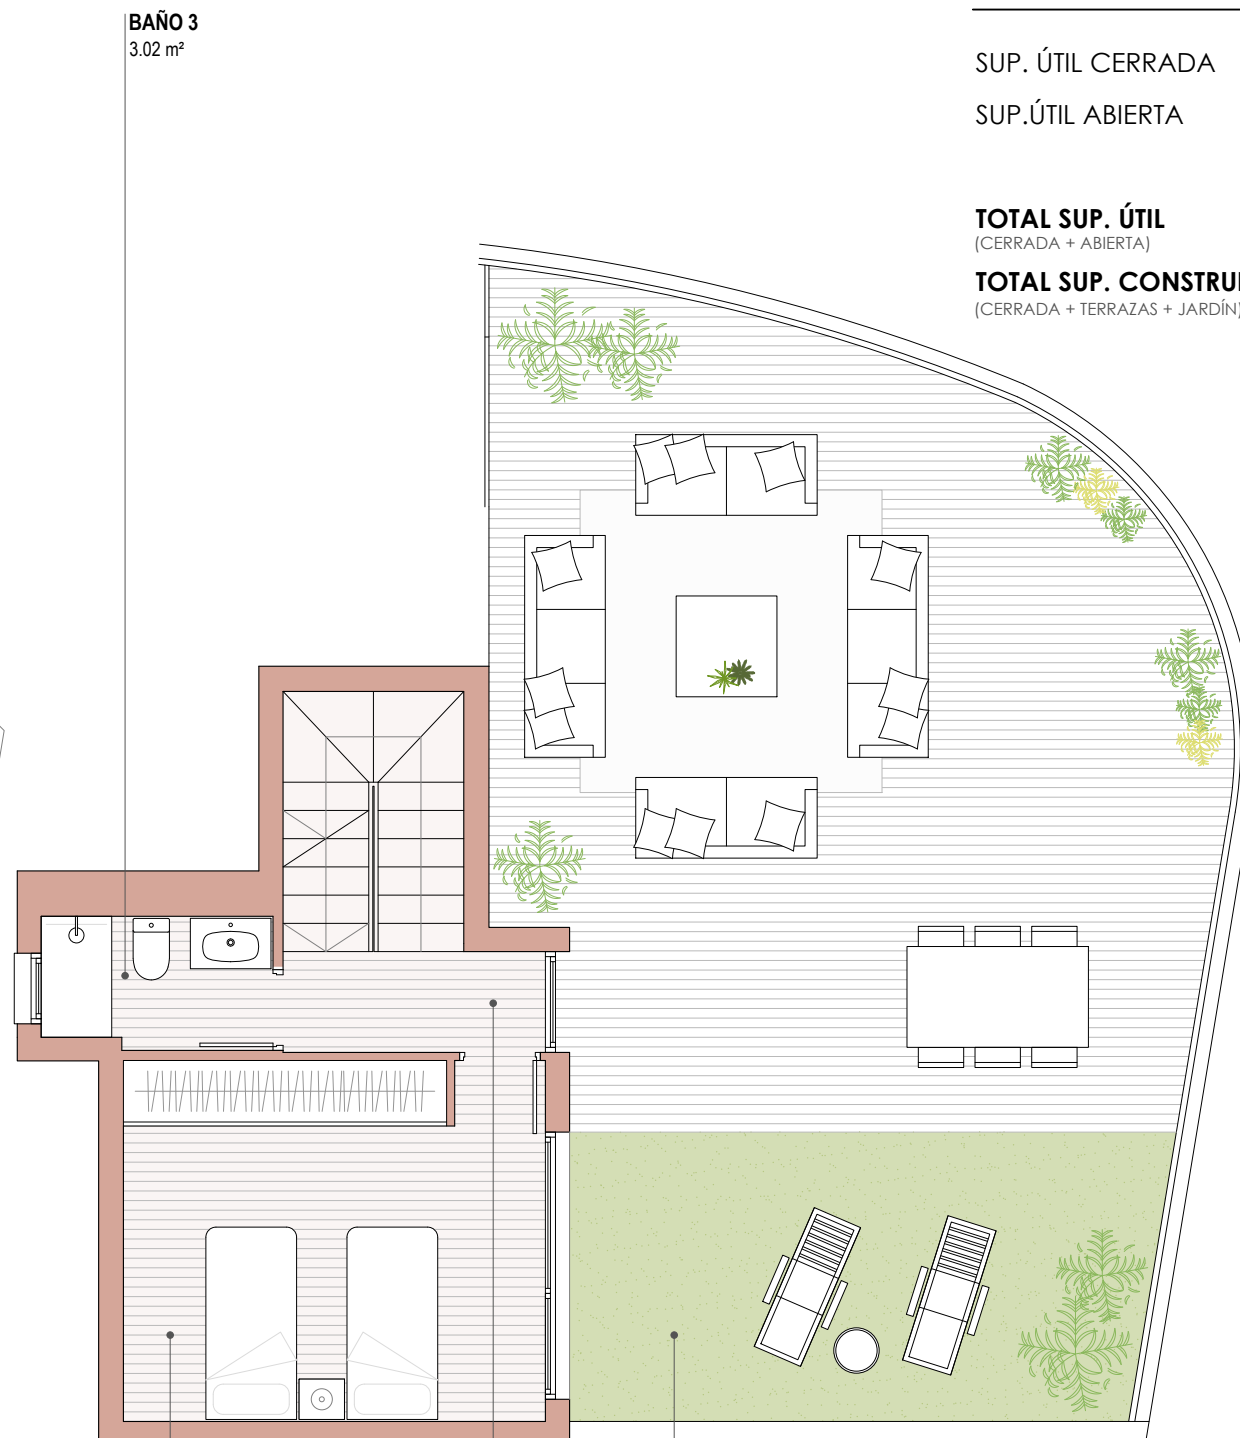 BAÑO 3
3.02 m²
SUP. ÚTIL CERRADA
SUP.ÚTIL ABIERTA
TOTAL SUP. ÚTIL
(CERRADA + ABIERTA)
TOTAL SUP. CONSTRU
(CERRADA + TERRAZAS + JARDÍN)